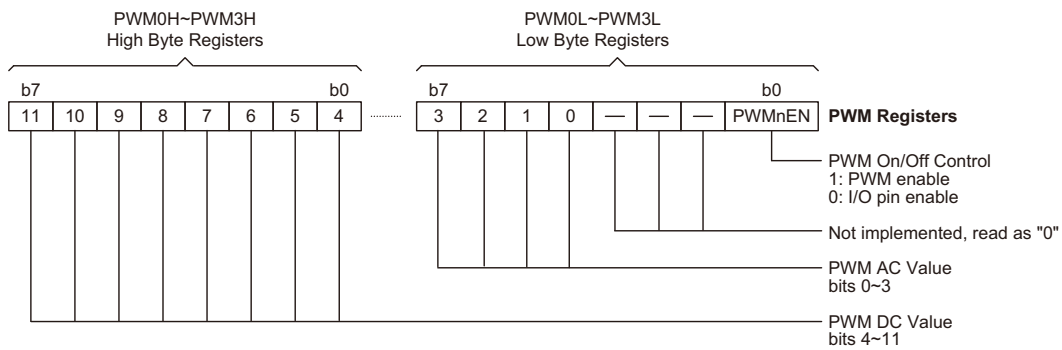 PWM0H~PWM3H
High Byte Registers
PWM0L~PWM3L
Low Byte Registers
b7 b0 b7 b0
11 10 9 8 7 6 5 4 3 2 1 0 — — — PWMnEN PWM Registers
PWM On/Off Control
1: PWM enable
0: I/O pin enable
Not implemented, read as "0"
PWM AC Value
bits 0~3
PWM DC Value
bits 4~11